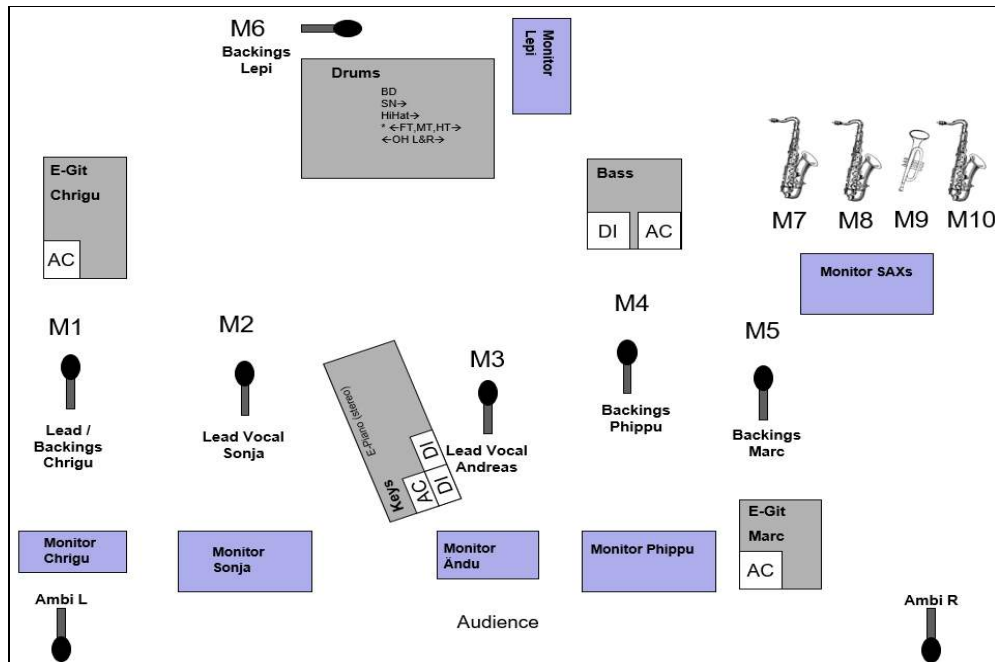 M6
Backings
Lepi
Drums
BD
SN→
HiHat→
* ←FT,MT,HT→
←OH L&R→
Monitor
Lepi
E-Git
Chrigu
AC
Bass
DI
AC
M7
M8
M9
M10
Monitor SAXs
M1
Lead /
Backings
Chrigu
M2
Lead Vocal
Sonja
E-Piano (stereo)
Keys
AC
DI
DI
M3
Lead Vocal
Andreas
M4
Backings
Phippu
M5
Backings
Marc
Monitor
Chrigu
Monitor
Sonja
Monitor
Ändu
Monitor Phippu
E-Git
Marc
AC
Ambi L
Audience
Ambi R